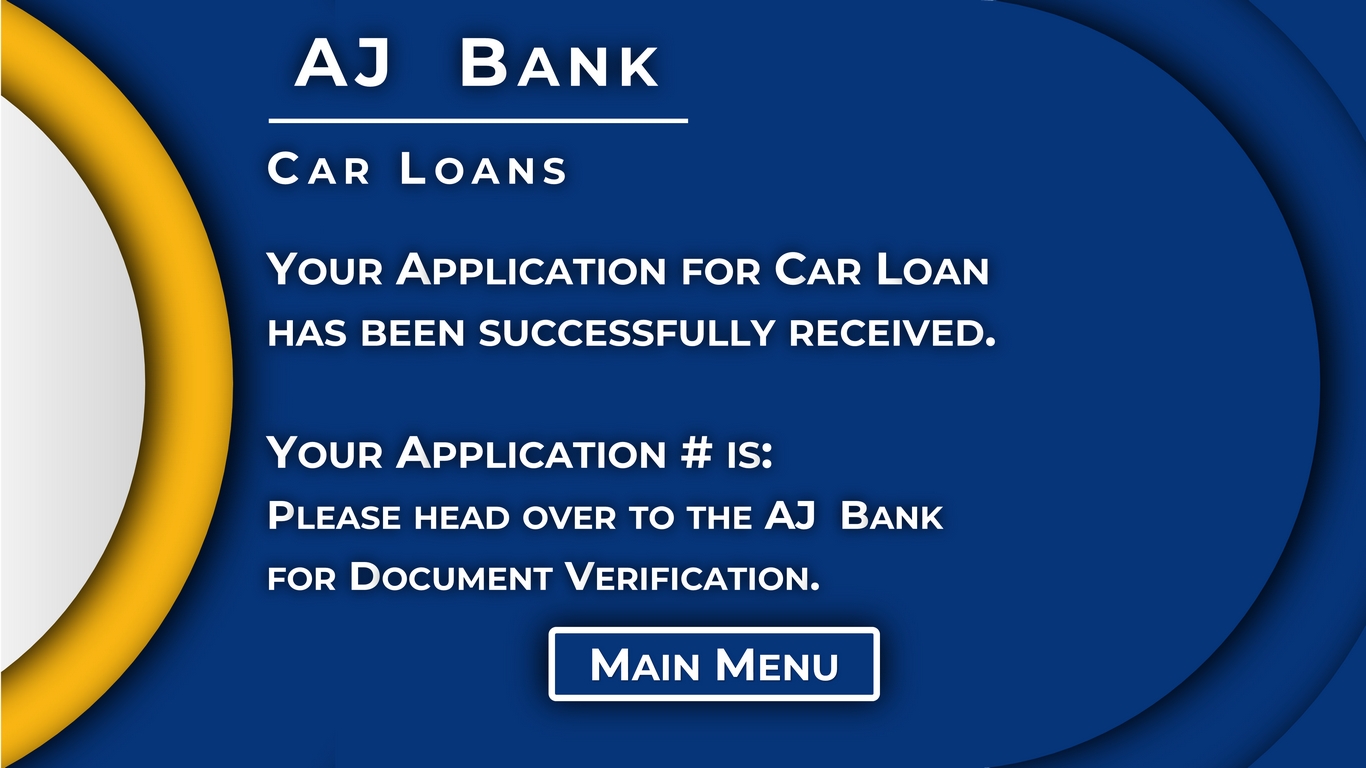 AJ Bank
Car Loans
Your Application for Car Loan
has been successfully received.
Your Application # is:
Please head over to the AJ Bank
for Document Verification.
Main Menu